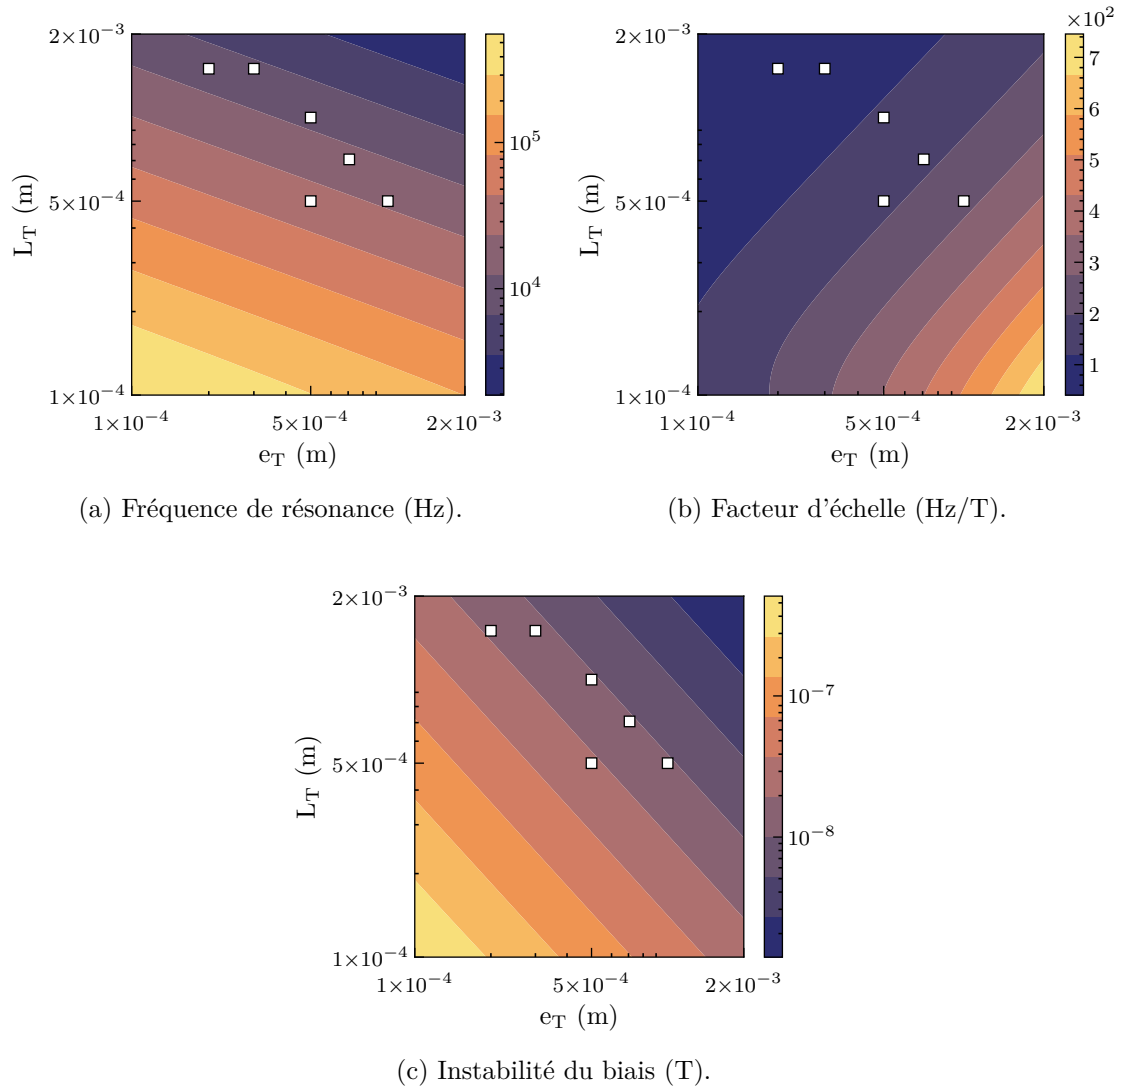 2×10⁻³
5×10⁻⁴
1×10⁻⁴
L_T (m)
1×10⁻⁴ 5×10⁻⁴ 2×10⁻³
e_T (m)
10⁵
10⁴
(a) Fréquence de résonance (Hz).
×10²
2×10⁻³
5×10⁻⁴
1×10⁻⁴
L_T (m)
1×10⁻⁴ 5×10⁻⁴ 2×10⁻³
e_T (m)
7
6
5
4
3
2
1
(b) Facteur d'échelle (Hz/T).
2×10⁻³
5×10⁻⁴
1×10⁻⁴
L_T (m)
1×10⁻⁴ 5×10⁻⁴ 2×10⁻³
e_T (m)
10⁻⁷
10⁻⁸
(c) Instabilité du biais (T).